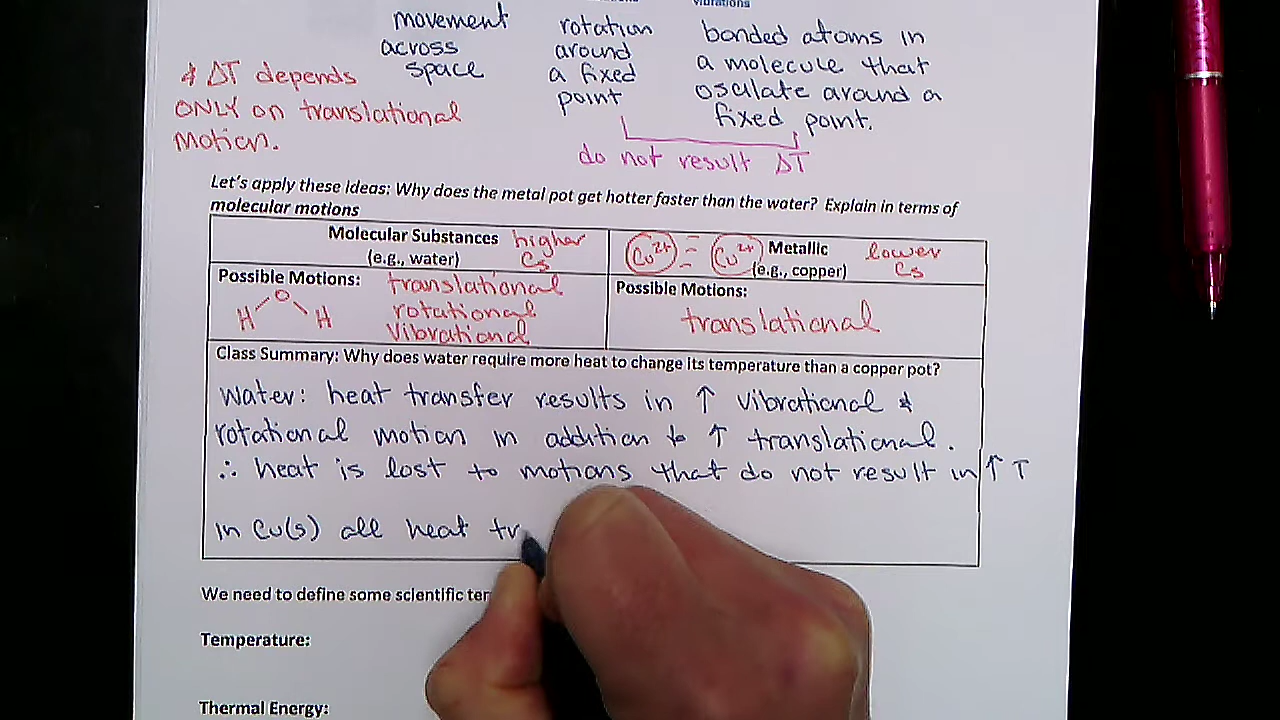 vibrations
movement across space
rotation around a fixed point
bonded atoms in a molecule that osculate around a fixed point.
& ΔT depends
ONLY on translational
motion.
do not result ΔT
Let's apply these Ideas: Why does the metal pot get hotter faster than the water? Explain in terms of
molecular motions
Molecular Substances higher
(e.g., water) Cs
Cu²⁺ Cu²⁺ Metallic lower
(e.g., copper) Cs
Possible Motions: translational
H O H rotational
Vibrational
Possible Motions:
translational
Class Summary: Why does water require more heat to change its temperature than a copper pot?
Water: heat transfer results in ↑ vibrational &
rotational motion in addition to ↑ translational.
∴ heat is lost to motions that do not result in ↑ T
In Cu(s) all heat tr
We need to define some scientific ter
Temperature:
Thermal Energy: